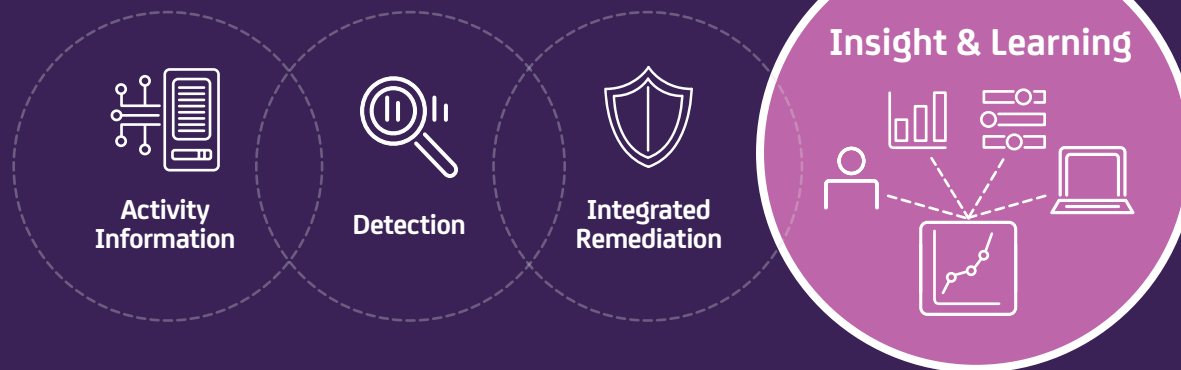 Insight & Learning
Activity
Information
Detection
Integrated
Remediation